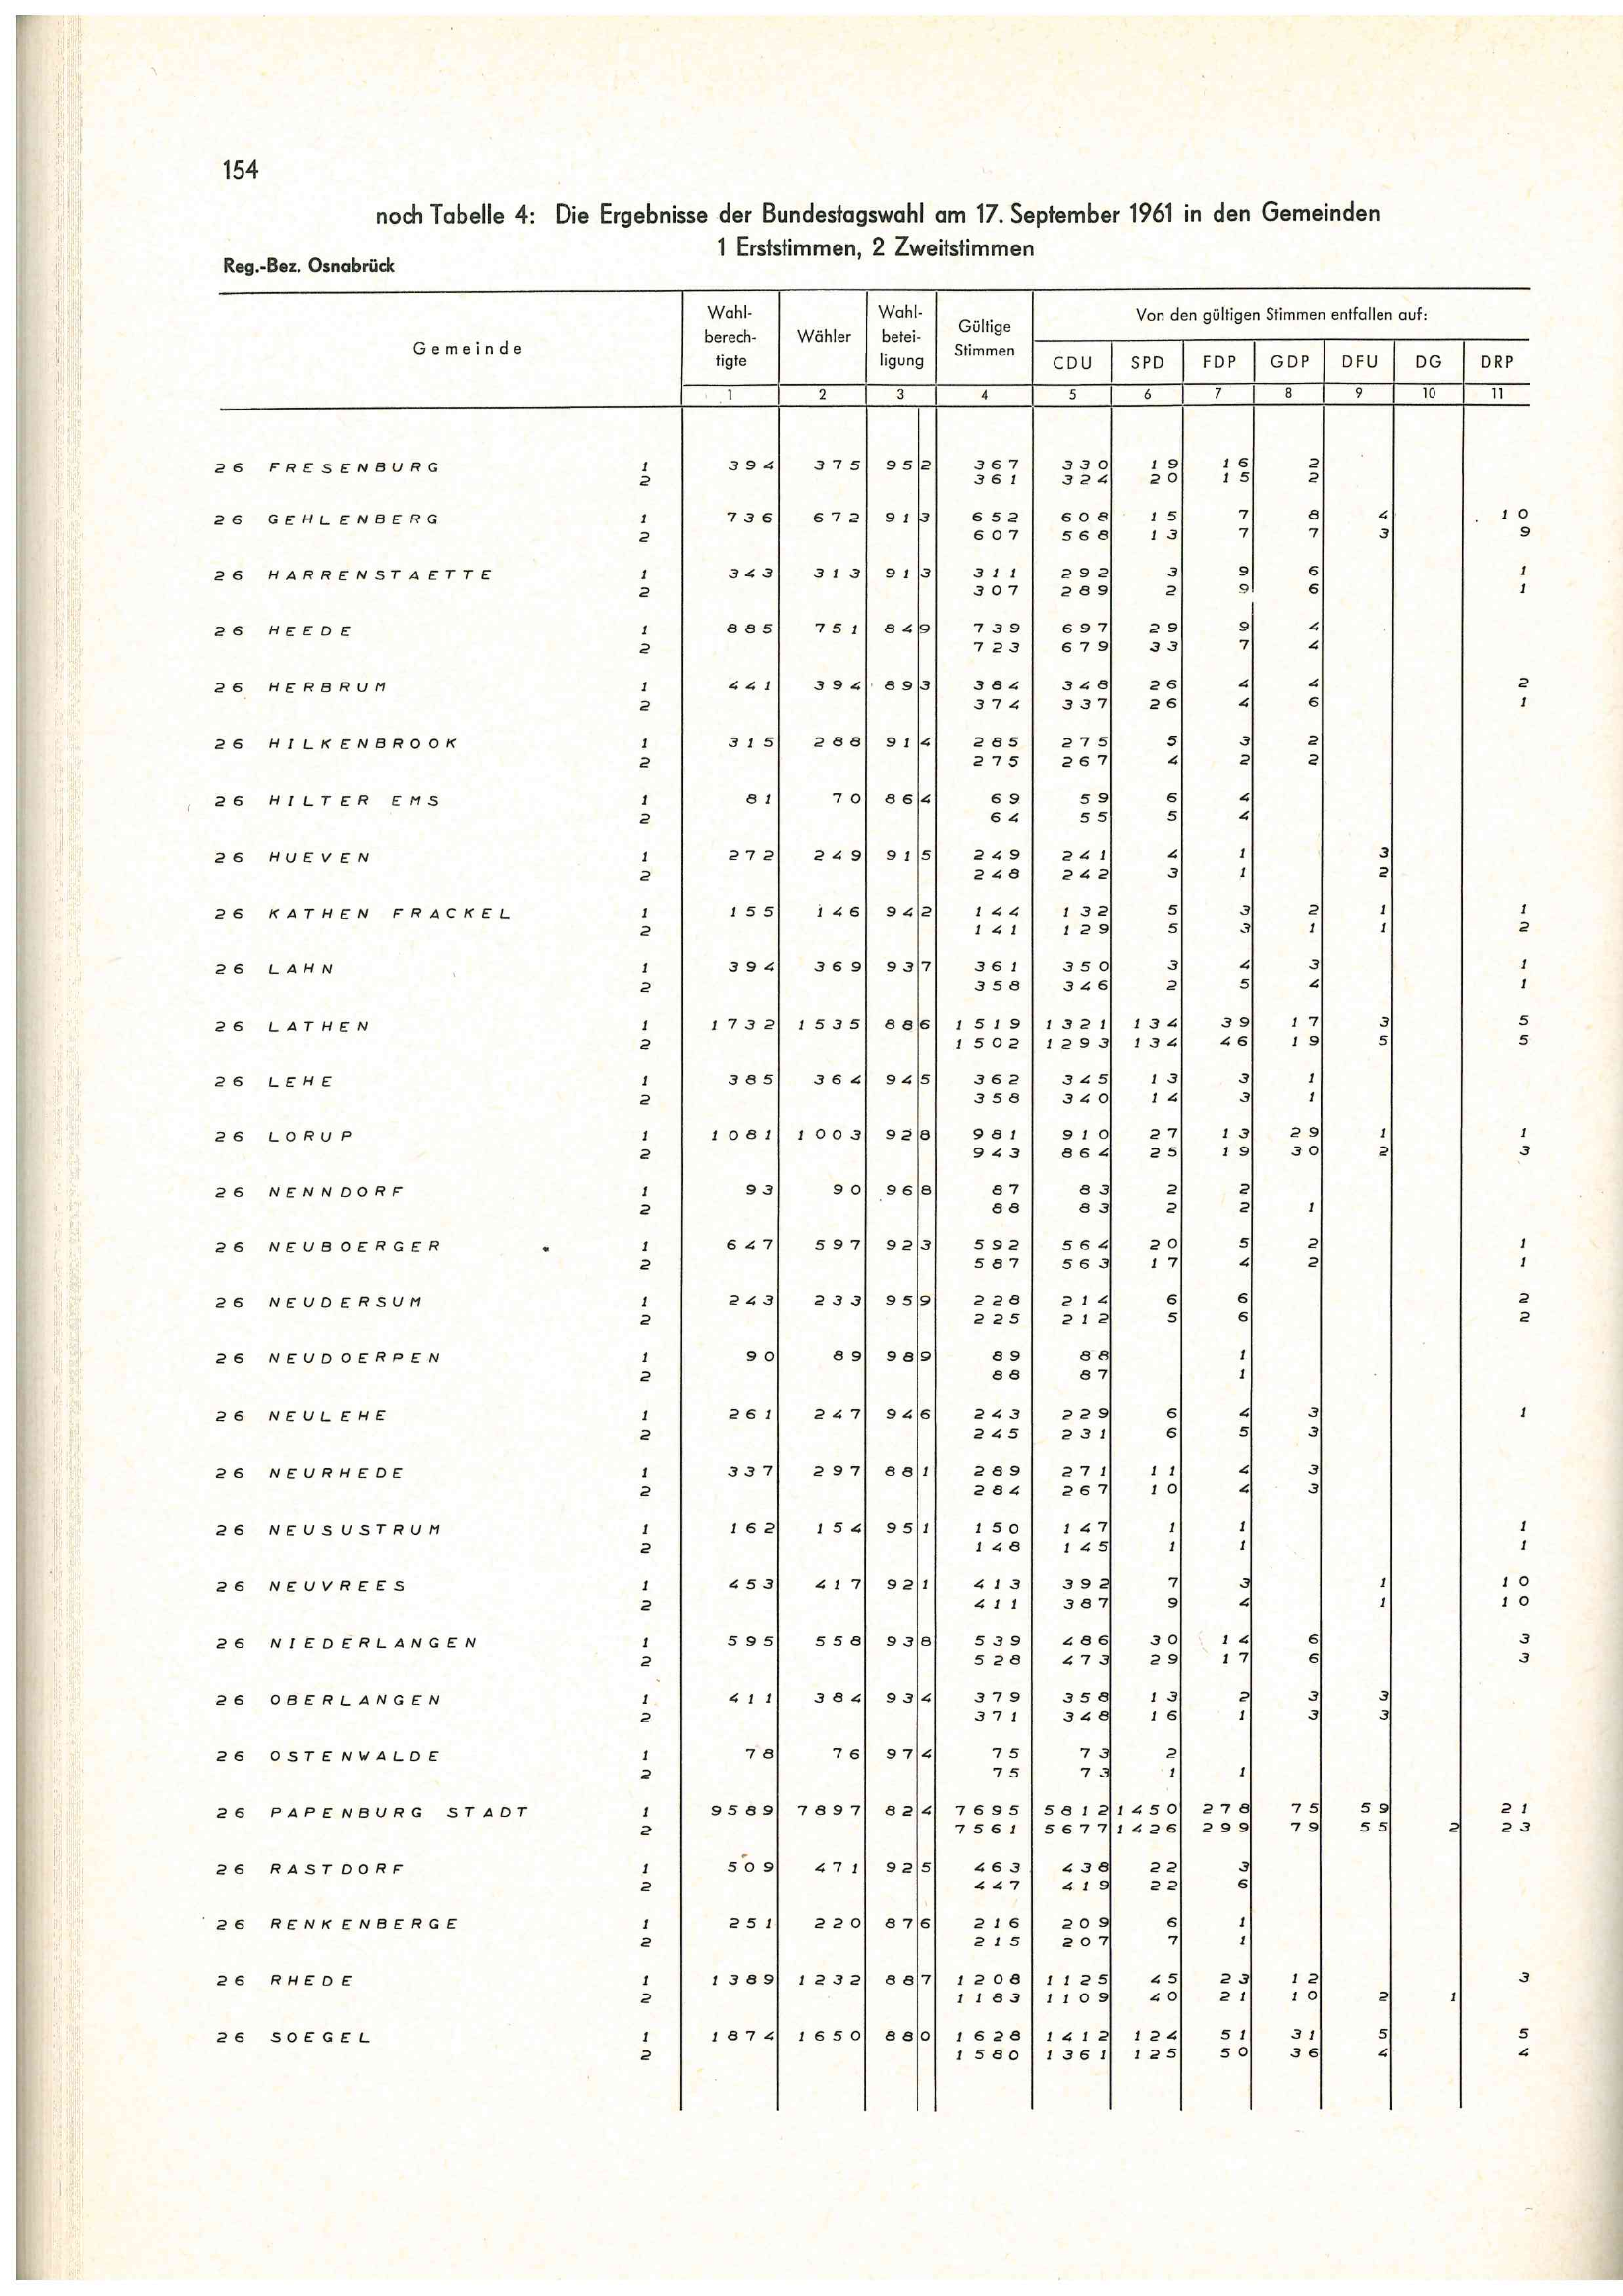 154
noch Tabelle 4: Die Ergebnisse der Bundestagswahl am 17. September 1961 in den Gemeinden
1 Erststimmen, 2 Zweitstimmen
Reg.-Bez. Osnabrück
Gemeinde Wahl- berech- tigte Wähler Wahl- betei- ligung Gültige Stimmen Von den gültigen Stimmen entfallen auf:
CDU SPD FDP GDP DFU DG DRP
1 2 3 4 5 6 7 8 9 10 11
26 FRESENBURG 1 394 375 95 2 367 330 19 16 2
2 361 324 20 15 2
26 GEHLENBERG 1 736 672 91 3 652 608 15 7 8 4 10
2 607 568 13 7 7 3 9
26 HARRENSTAETTE 1 343 313 91 3 311 292 3 9 6 1
2 307 289 2 9 6 1
26 HEEDE 1 885 751 84 9 739 697 29 9 4
2 723 679 33 7 4
26 HERBRUM 1 441 394 89 3 384 348 26 4 4 2
2 374 337 26 4 6 1
26 HILKENBROOK 1 315 288 91 4 285 275 5 3 2
2 275 267 4 2 2
26 HILTER EMS 1 81 70 86 4 69 59 6 4
2 64 55 5 4
26 HUEVEN 1 272 249 91 5 249 241 4 1 3
2 248 242 3 1 2
26 KATHEN FRACKEL 1 155 146 94 2 144 132 5 3 2 1 1
2 141 129 5 3 1 1 2
26 LAHN 1 394 369 93 7 361 350 3 4 3 1
2 358 346 2 5 4 1
26 LATHEN 1 1732 1535 88 6 1519 1321 134 39 17 3 5
2 1502 1293 134 46 19 5 5
26 LEHE 1 385 364 94 5 362 345 13 3 1
2 358 340 14 3 1
26 LORUP 1 1081 1003 92 8 981 910 27 13 29 1 1
2 943 864 25 19 30 2 3
26 NENNDORF 1 93 90 96 8 87 83 2 2
2 88 83 2 2 1
26 NEUBOERGER 1 647 597 92 3 592 564 20 5 2 1
2 587 563 17 4 2 1
26 NEUDERSUM 1 243 233 95 9 228 214 6 6 2
2 225 212 5 6 2
26 NEUDOERPEN 1 90 89 98 9 89 88 1
2 88 87 1
26 NEULEHE 1 261 247 94 6 243 229 6 4 3 1
2 245 231 6 5 3
26 NEURHEDE 1 337 297 88 1 289 271 11 4 3
2 284 267 10 4 3
26 NEUSUSTRUM 1 162 154 95 1 150 147 1 1 1
2 148 145 1 1 1
26 NEUVREES 1 453 417 92 1 413 392 7 3 1 10
2 411 387 9 4 1 10
26 NIEDERLANGEN 1 595 558 93 8 539 486 30 14 6 3
2 528 473 29 17 6 3
26 OBERLANGEN 1 411 384 93 4 379 358 13 2 3 3
2 371 348 16 1 3 3
26 OSTENWALDE 1 78 76 97 4 75 73 2
2 75 73 1 1
26 PAPENBURG STADT 1 9589 7897 82 4 7695 5812 1450 278 75 59 21
2 7561 5677 1426 299 79 55 2 23
26 RASTDORF 1 509 471 92 5 463 438 22 3
2 447 419 22 6
26 RENKENBERGE 1 251 220 87 6 216 209 6 1
2 215 207 7 1
26 RHEDE 1 1389 1232 88 7 1208 1125 45 23 12 3
2 1183 1109 40 21 10 2 1
26 SOEGEL 1 1874 1650 88 0 1628 1412 124 51 31 5 5
2 1580 1361 125 50 36 4 4